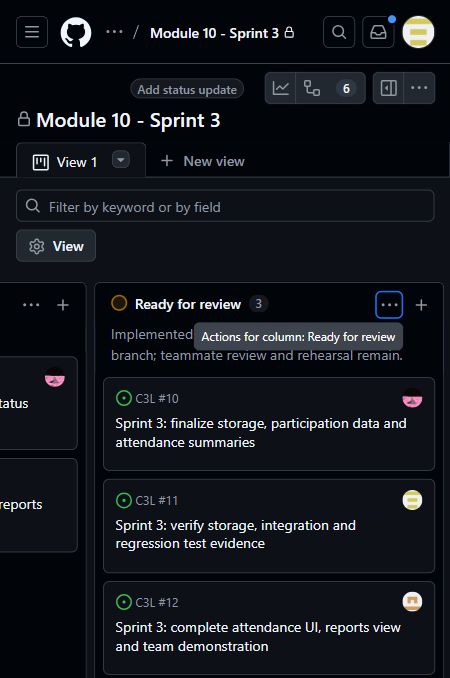 Module 10 - Sprint 3
Add status update
6
Module 10 - Sprint 3
View 1
New view
Filter by keyword or by field
View
Ready for review 3
Implemented
Actions for column: Ready for review
branch; teammate review and rehearsal remain.
tatus
reports
C3L #10
Sprint 3: finalize storage, participation data and
attendance summaries
C3L #11
Sprint 3: verify storage, integration and
regression test evidence
C3L #12
Sprint 3: complete attendance UI, reports view
and team demonstration